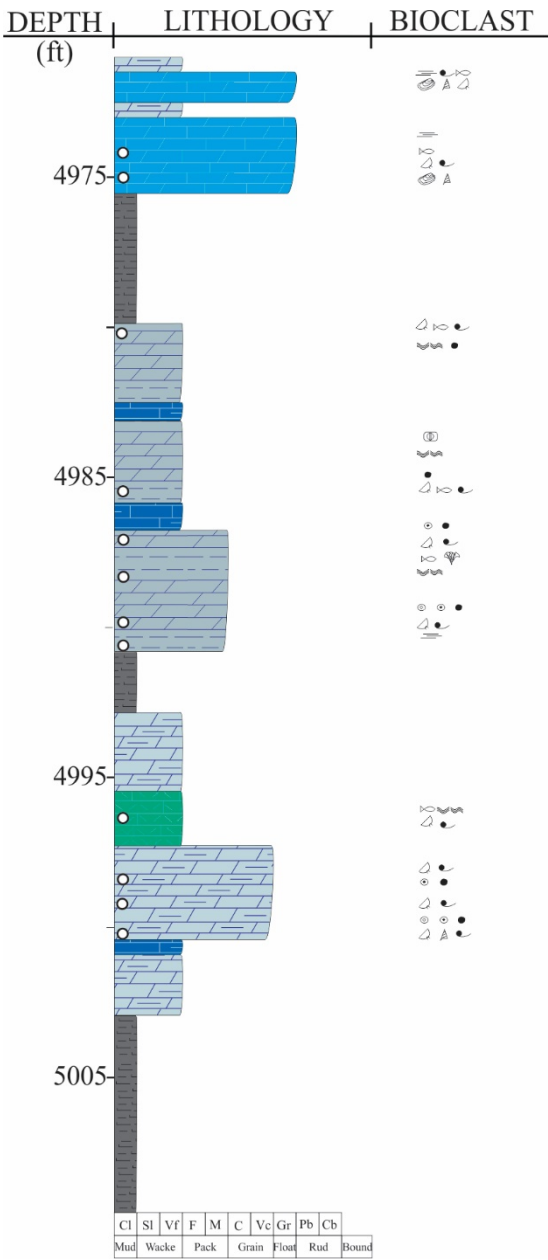 DEPTH LITHOLOGY BIOCLAST
(ft)
4975
4985
4995
5005
Cl Sl Vf F M C Vc Gr Pb Cb
Mud Wacke Pack Grain Float Rud Bound